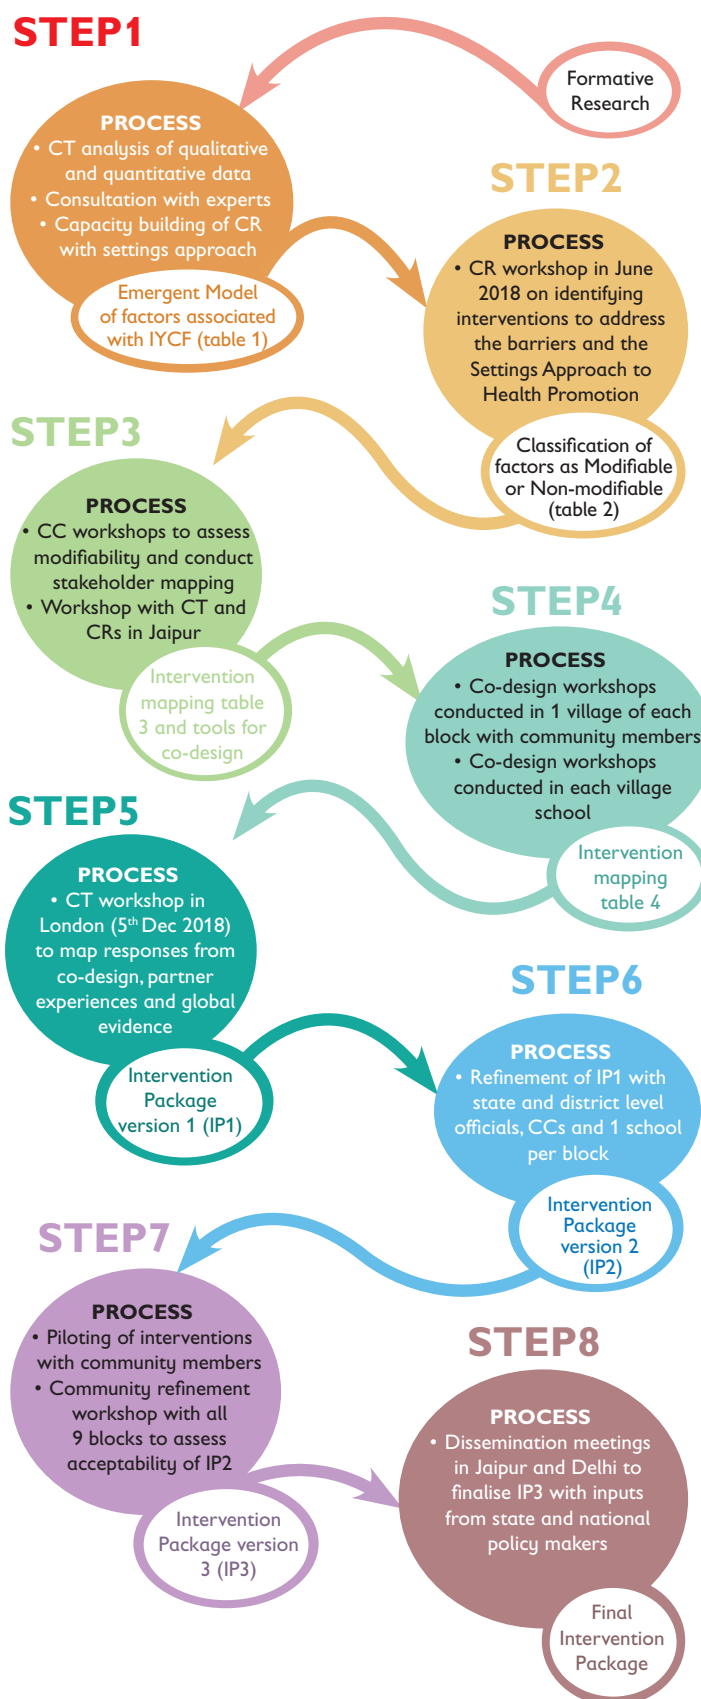 STEP1
Formative
Research
PROCESS
• CT analysis of qualitative
and quantitative data
• Consultation with experts
• Capacity building of CR
with settings approach
Emergent Model
of factors associated
with IYCF (table 1)
STEP2
PROCESS
• CR workshop in June
2018 on identifying
interventions to address
the barriers and the
Settings Approach to
Health Promotion
Classification of
factors as Modifiable
or Non-modifiable
(table 2)
STEP3
PROCESS
• CC workshops to assess
modifiability and conduct
stakeholder mapping
• Workshop with CT and
CRs in Jaipur
Intervention
mapping table
3 and tools for
co-design
STEP4
PROCESS
• Co-design workshops
conducted in 1 village of each
block with community members
• Co-design workshops
conducted in each village
school
Intervention
mapping
table 4
STEP5
PROCESS
• CT workshop in
London (5th Dec 2018)
to map responses from
co-design, partner
experiences and global
evidence
Intervention
Package
version 1 (IP1)
STEP6
PROCESS
• Refinement of IP1 with
state and district level
officials, CCs and 1 school
per block
Intervention
Package
version 2
(IP2)
STEP7
PROCESS
• Piloting of interventions
with community members
• Community refinement
workshop with all
9 blocks to assess
acceptability of IP2
Intervention
Package version
3 (IP3)
STEP8
PROCESS
• Dissemination meetings
in Jaipur and Delhi to
finalise IP3 with inputs
from state and national
policy makers
Final
Intervention
Package